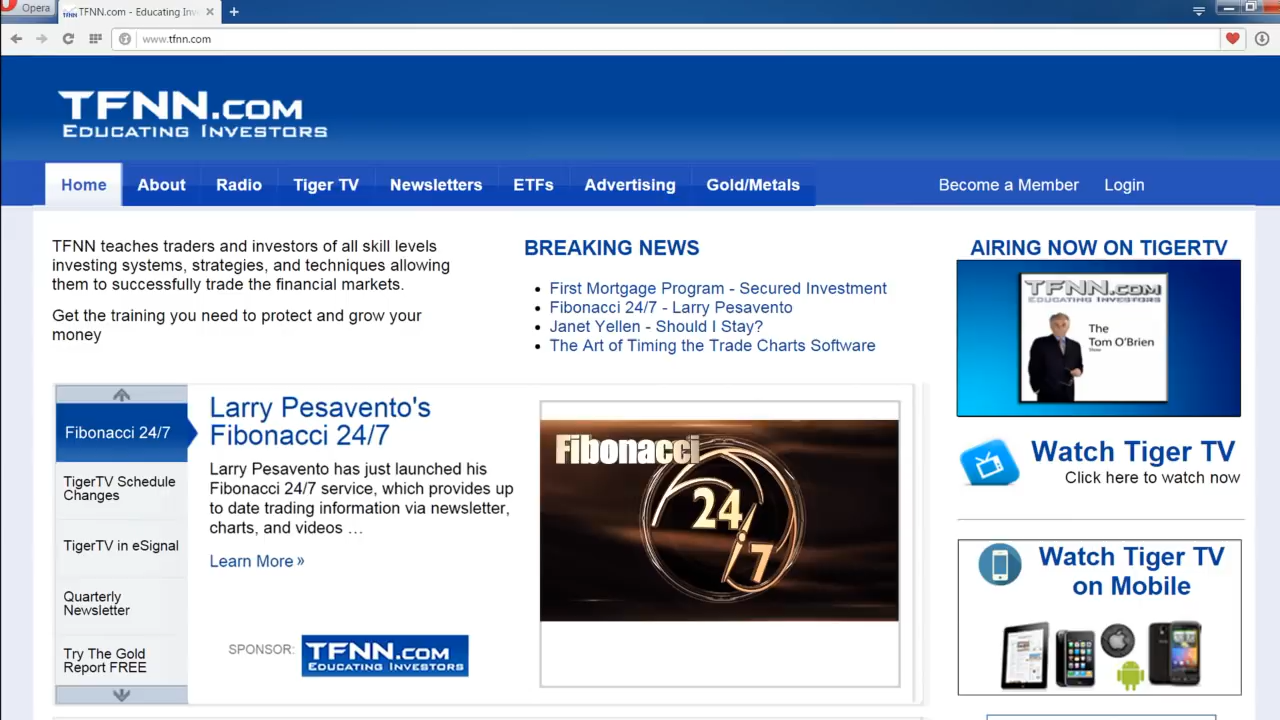 Opera
TFNN.com - Educating Inv
www.tfnn.com
TFNN.COM
EDUCATING INVESTORS
Home
About
Radio
Tiger TV
Newsletters
ETFs
Advertising
Gold/Metals
Become a Member
Login
TFNN teaches traders and investors of all skill levels
investing systems, strategies, and techniques allowing
them to successfully trade the financial markets.
Get the training you need to protect and grow your
money
BREAKING NEWS
First Mortgage Program - Secured Investment
Fibonacci 24/7 - Larry Pesavento
Janet Yellen - Should I Stay?
The Art of Timing the Trade Charts Software
AIRING NOW ON TIGERTV
TFNN.COM
EDUCATING INVESTORS
The
Tom O'Brien
Show
Watch Tiger TV
Click here to watch now
Watch Tiger TV
on Mobile
Fibonacci 24/7
TigerTV Schedule
Changes
TigerTV in eSignal
Quarterly
Newsletter
Try The Gold
Report FREE
Larry Pesavento's
Fibonacci 24/7
Larry Pesavento has just launched his
Fibonacci 24/7 service, which provides up
to date trading information via newsletter,
charts, and videos …
Learn More »
SPONSOR:
TFNN.COM
EDUCATING INVESTORS
Fibonacci
24/7